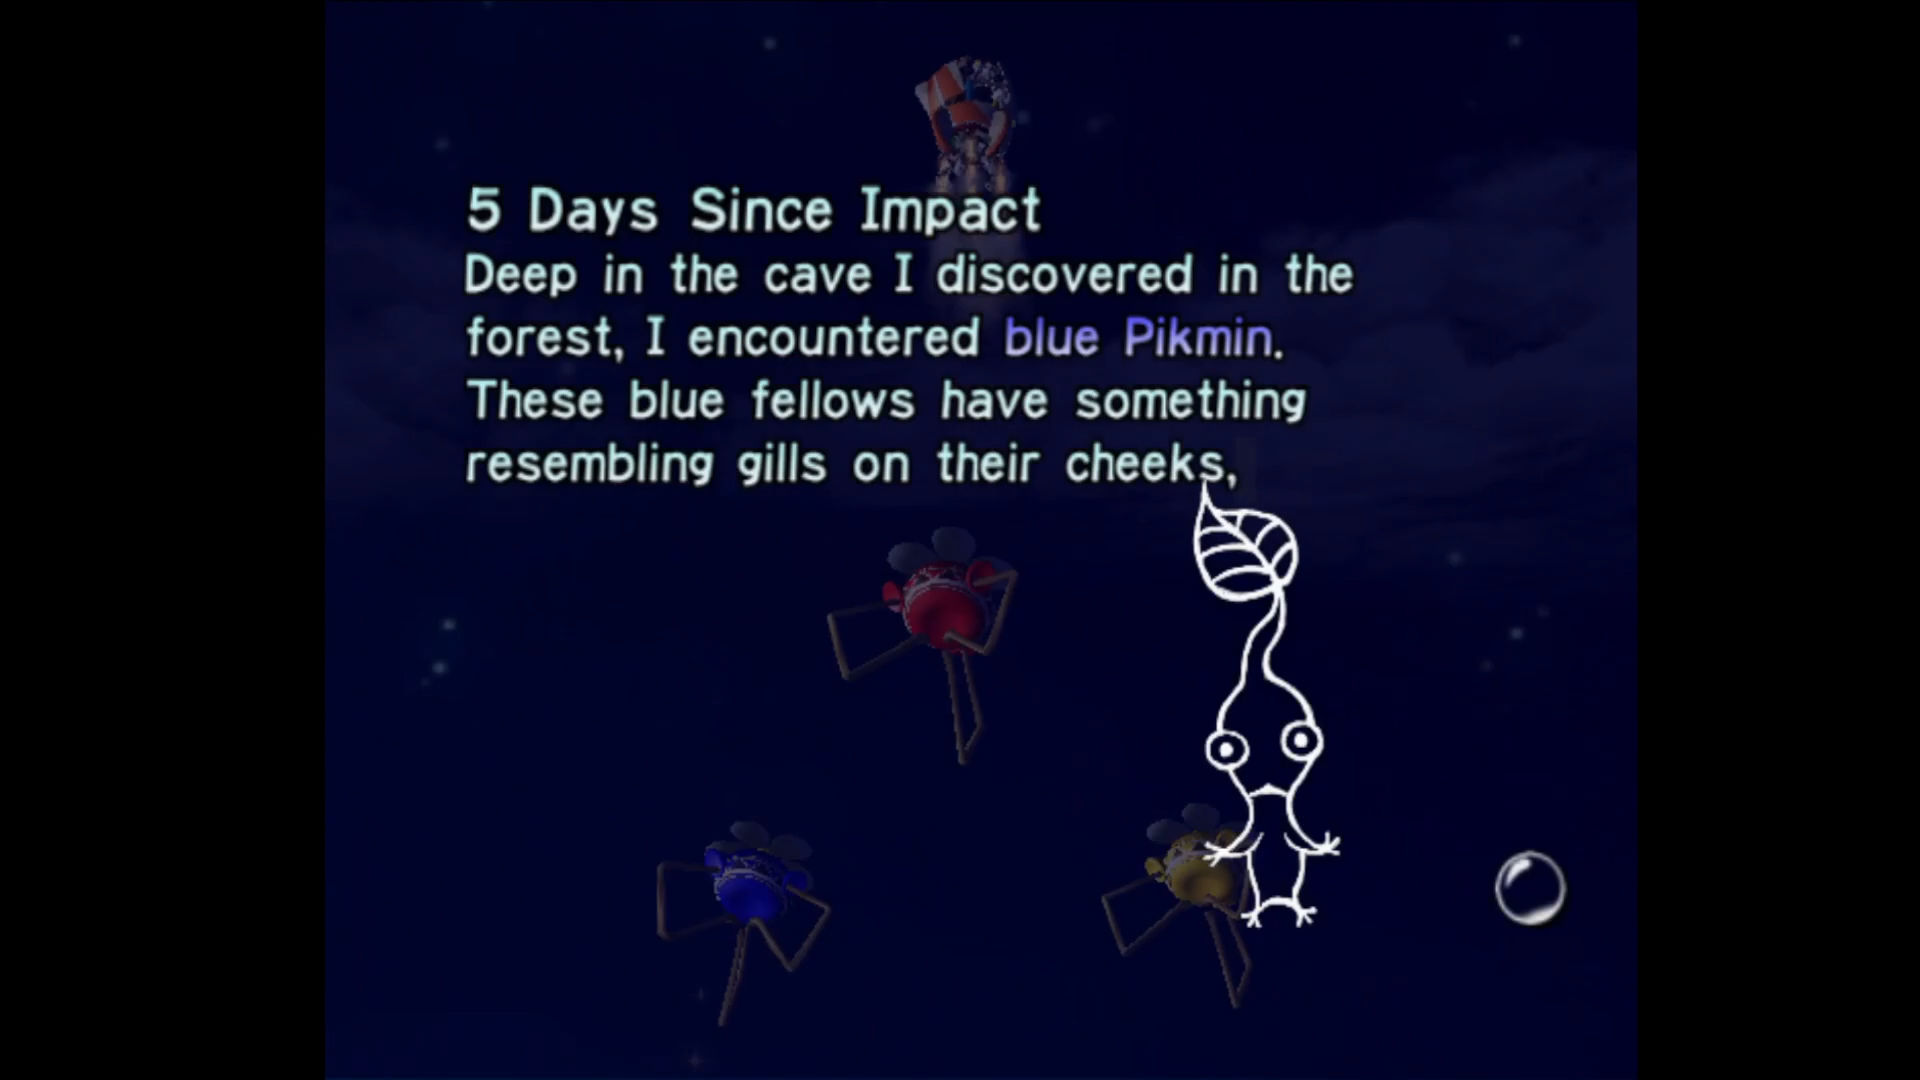 5 Days Since Impact
Deep in the cave I discovered in the
forest, I encountered blue Pikmin.
These blue fellows have something
resembling gills on their cheeks,